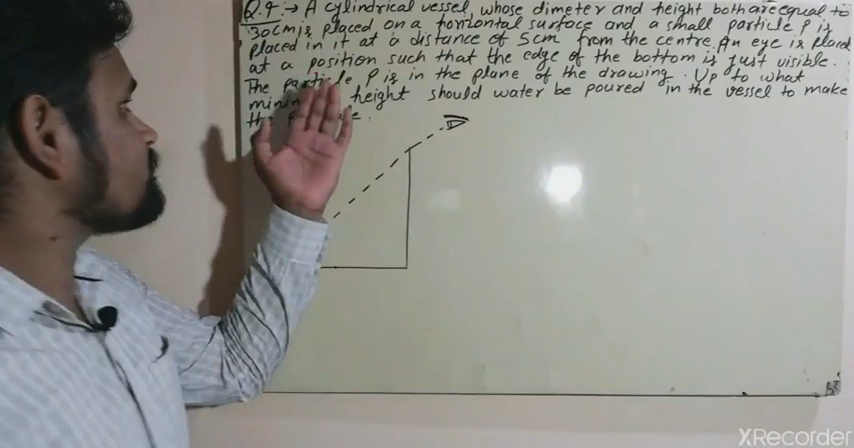 Q.9:→ A cylindrical vessel, whose dimeter and height both are equal to
30cm is placed on a horizontal surface and a small particle P is
placed in it at a distance of 5cm from the centre. An eye is placed
at a position such that the edge of the bottom is just visible.
The particle P is in the plane of the drawing. Up to what
height should water be poured in the vessel to make
XRecorder